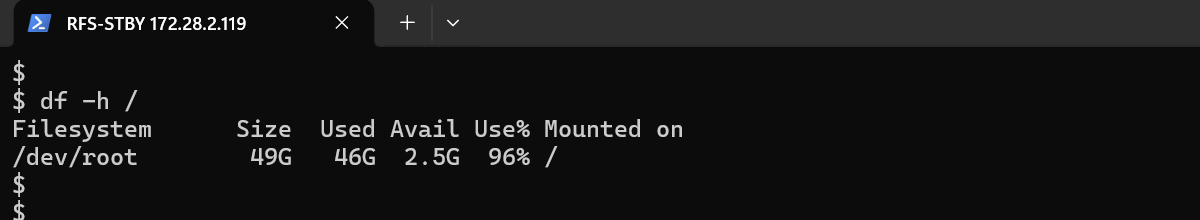 RFS-STBY 172.28.2.119
$
$ df -h /
Filesystem      Size  Used Avail Use% Mounted on
/dev/root        49G   46G  2.5G  96% /
$
$